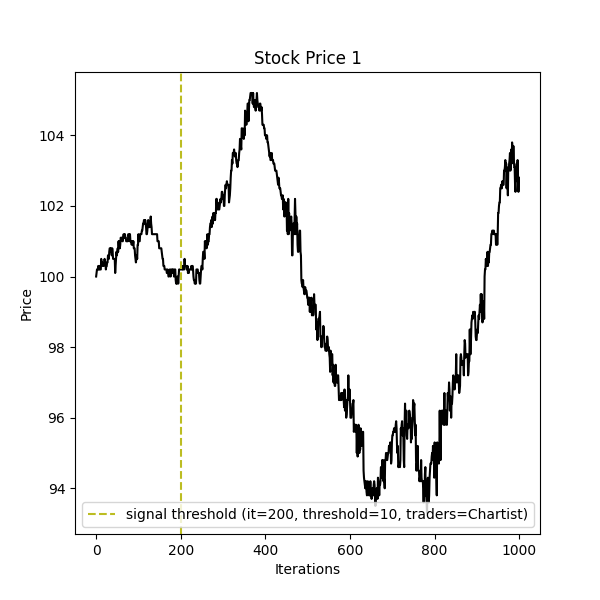 Stock Price 1
Price
104
102
100
98
96
94
signal threshold (it=200, threshold=10, traders=Chartist)
0 200 400 600 800 1000
Iterations